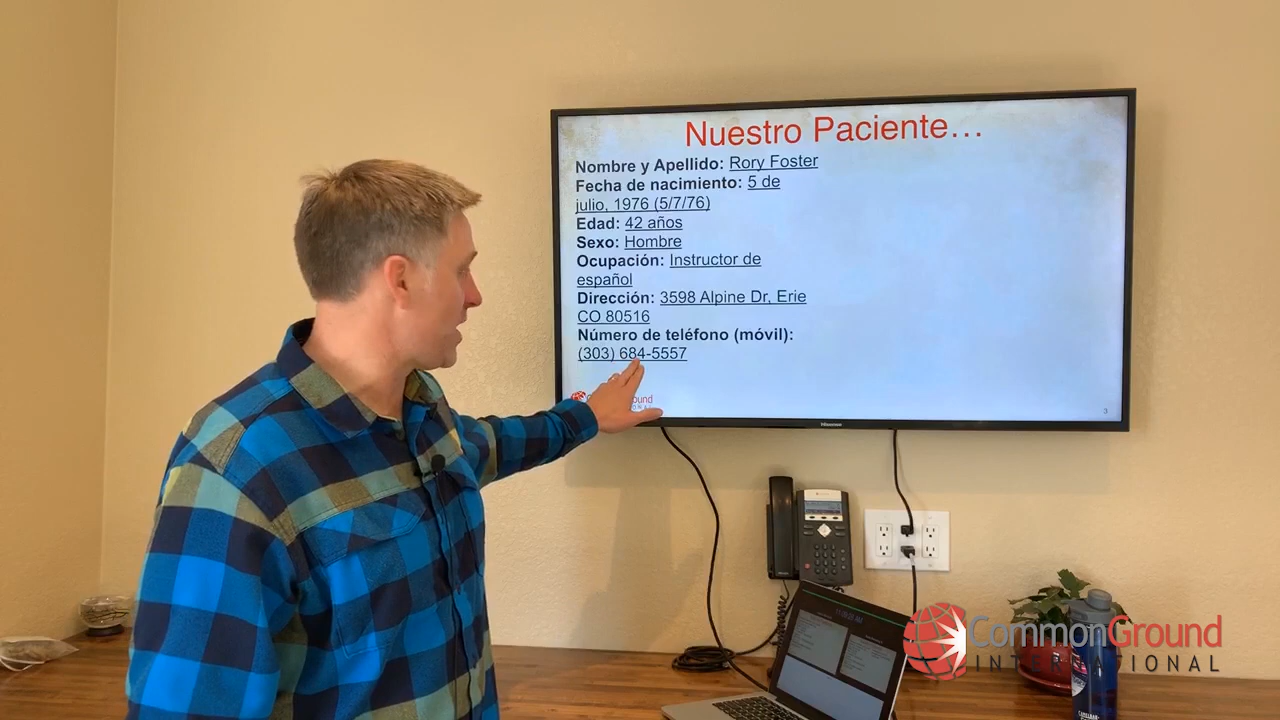 Nuestro Paciente…
Nombre y Apellido: Rory Foster
Fecha de nacimiento: 5 de
julio, 1976 (5/7/76)
Edad: 42 años
Sexo: Hombre
Ocupación: Instructor de
español
Dirección: 3598 Alpine Dr, Erie
CO 80516
Número de teléfono (móvil):
(303) 684-5557
3
Hisense
CommonGround
INTERNATIONAL